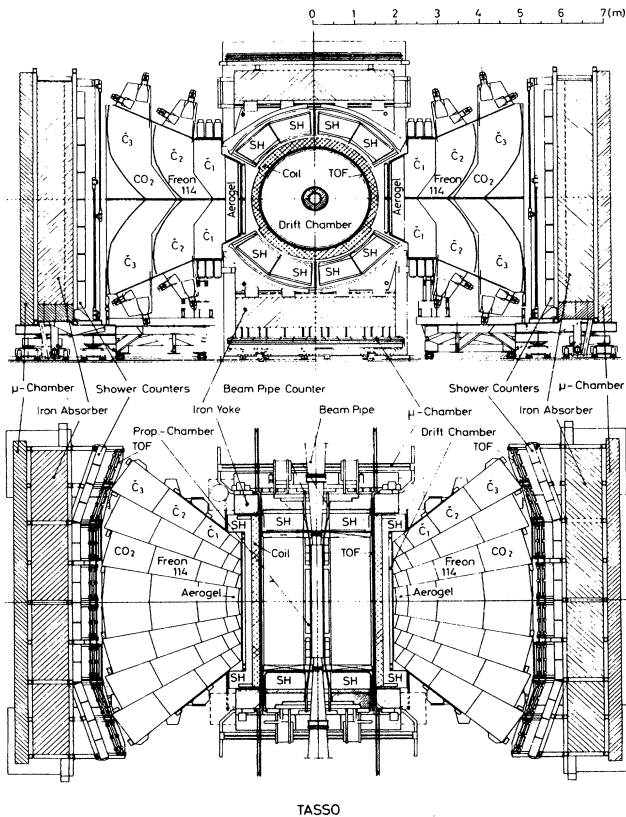 0 1 2 3 4 5 6 7(m)
SH SH SH SH
Č₃ Č₂ Č₁ Coil TOF Č₁ Č₂ Č₃
CO₂ Freon 114 Aerogel Aerogel Freon 114 CO₂
Drift Chamber
Č₃ Č₂ Č₁ SH SH Č₁ Č₂ Č₃
SH SH
μ-Chamber Shower Counters Beam Pipe Counter Shower Counters μ-Chamber
Iron Absorber Iron Yoke Beam Pipe μ-Chamber Iron Absorber
TOF Prop.-Chamber Drift Chamber TOF
Č₃ Č₂ Č₁ SH SH SH SH Č₁ Č₂ Č₃
CO₂ Freon 114 Coil TOF Freon 114 CO₂
Aerogel Aerogel
SH SH SH SH
TASSO